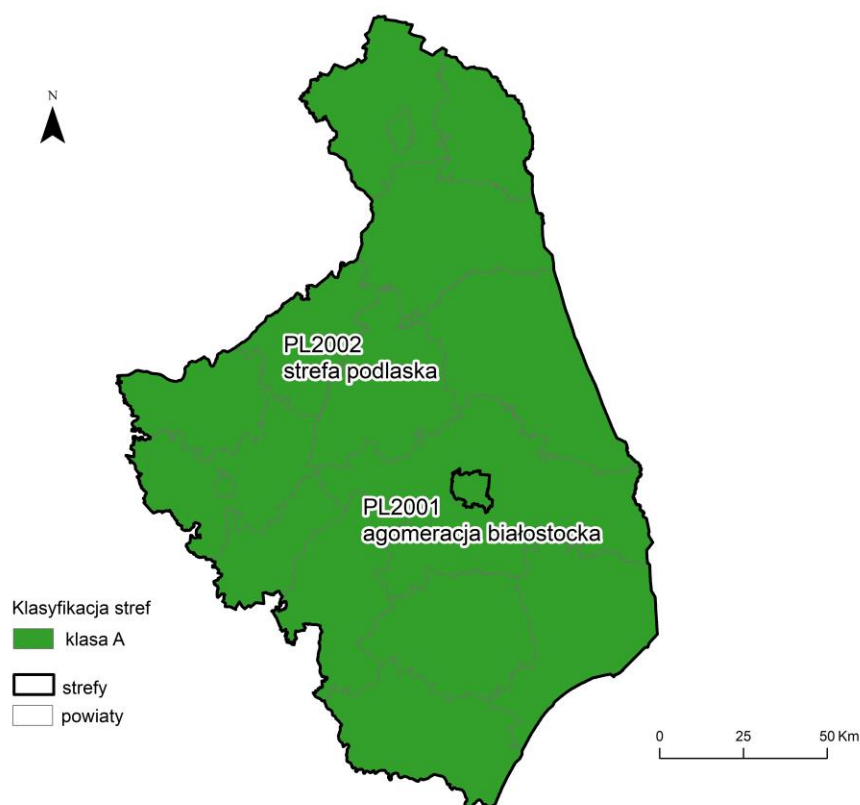 N
PL2002
strefa podlaska
PL2001
agomeracja białostocka
Klasyfikacja stref
klasa A
strefy
powiaty
0 25 50 Km